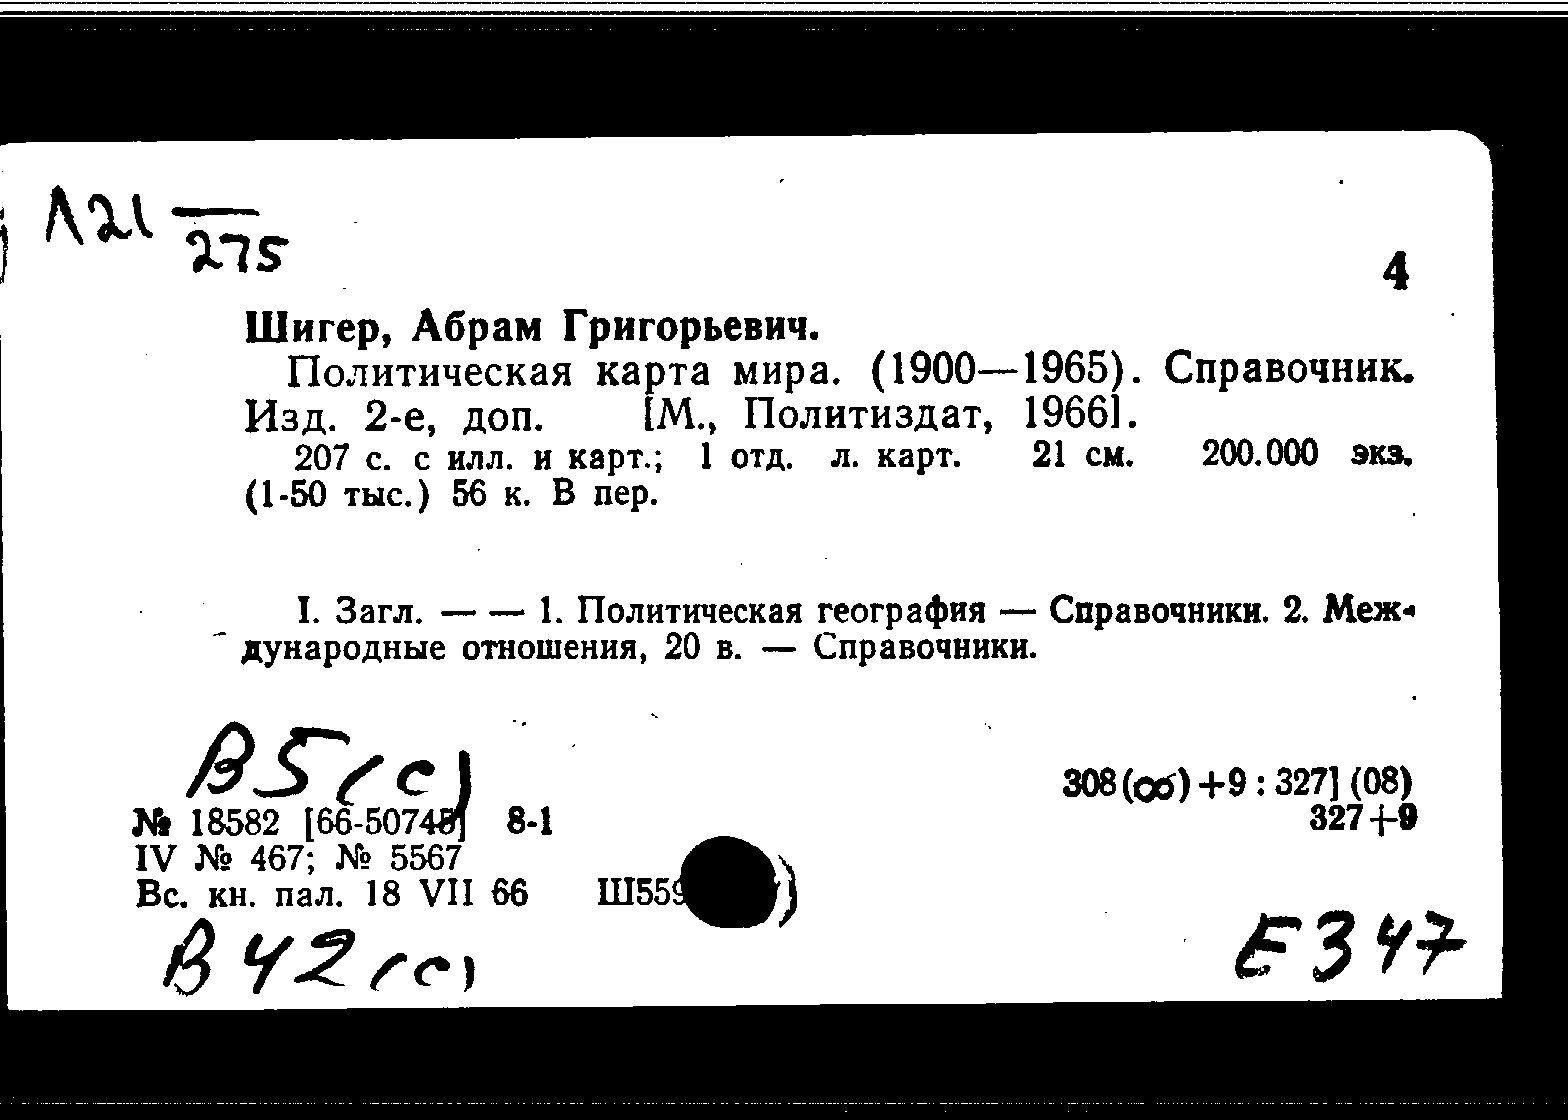 Л21 —
275
4
Шигер, Абрам Григорьевич.
Политическая карта мира. (1900—1965). Справочник.
Изд. 2-е, доп. [М., Политиздат, 1966].
207 с. с илл. и карт.; 1 отд. л. карт. 21 см. 200.000 экз.
(1-50 тыс.) 56 к. В пер.
I. Загл. — — 1. Политическая география — Справочники. 2. Меж-
дународные отношения, 20 в. — Справочники.
В5(с)
308(∞)+9 : 327] (08)
№ 18582 [66-50745] 8-1
327+9
IV № 467; № 5567
Вс. кн. пал. 18 VII 66 Ш559
В42(с)
Е347